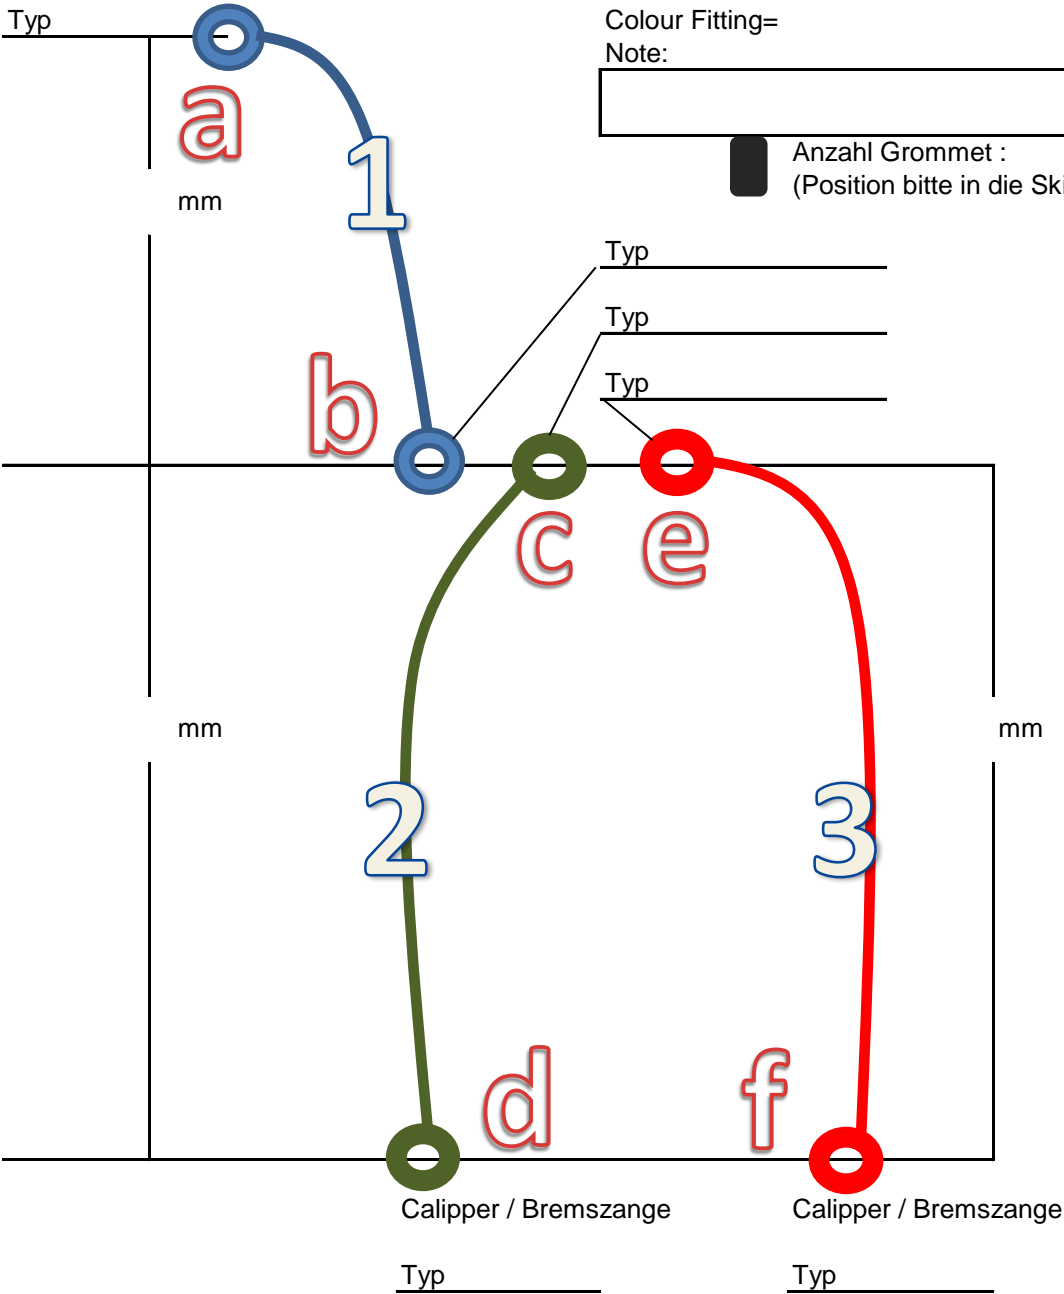 Typ
Colour Fitting=
Note:
a
1
Anzahl Grommet :
(Position bitte in die Ski
mm
Typ
Typ
Typ
b
c
e
mm
mm
2
3
d
f
Calipper / Bremszange
Calipper / Bremszange
Typ
Typ